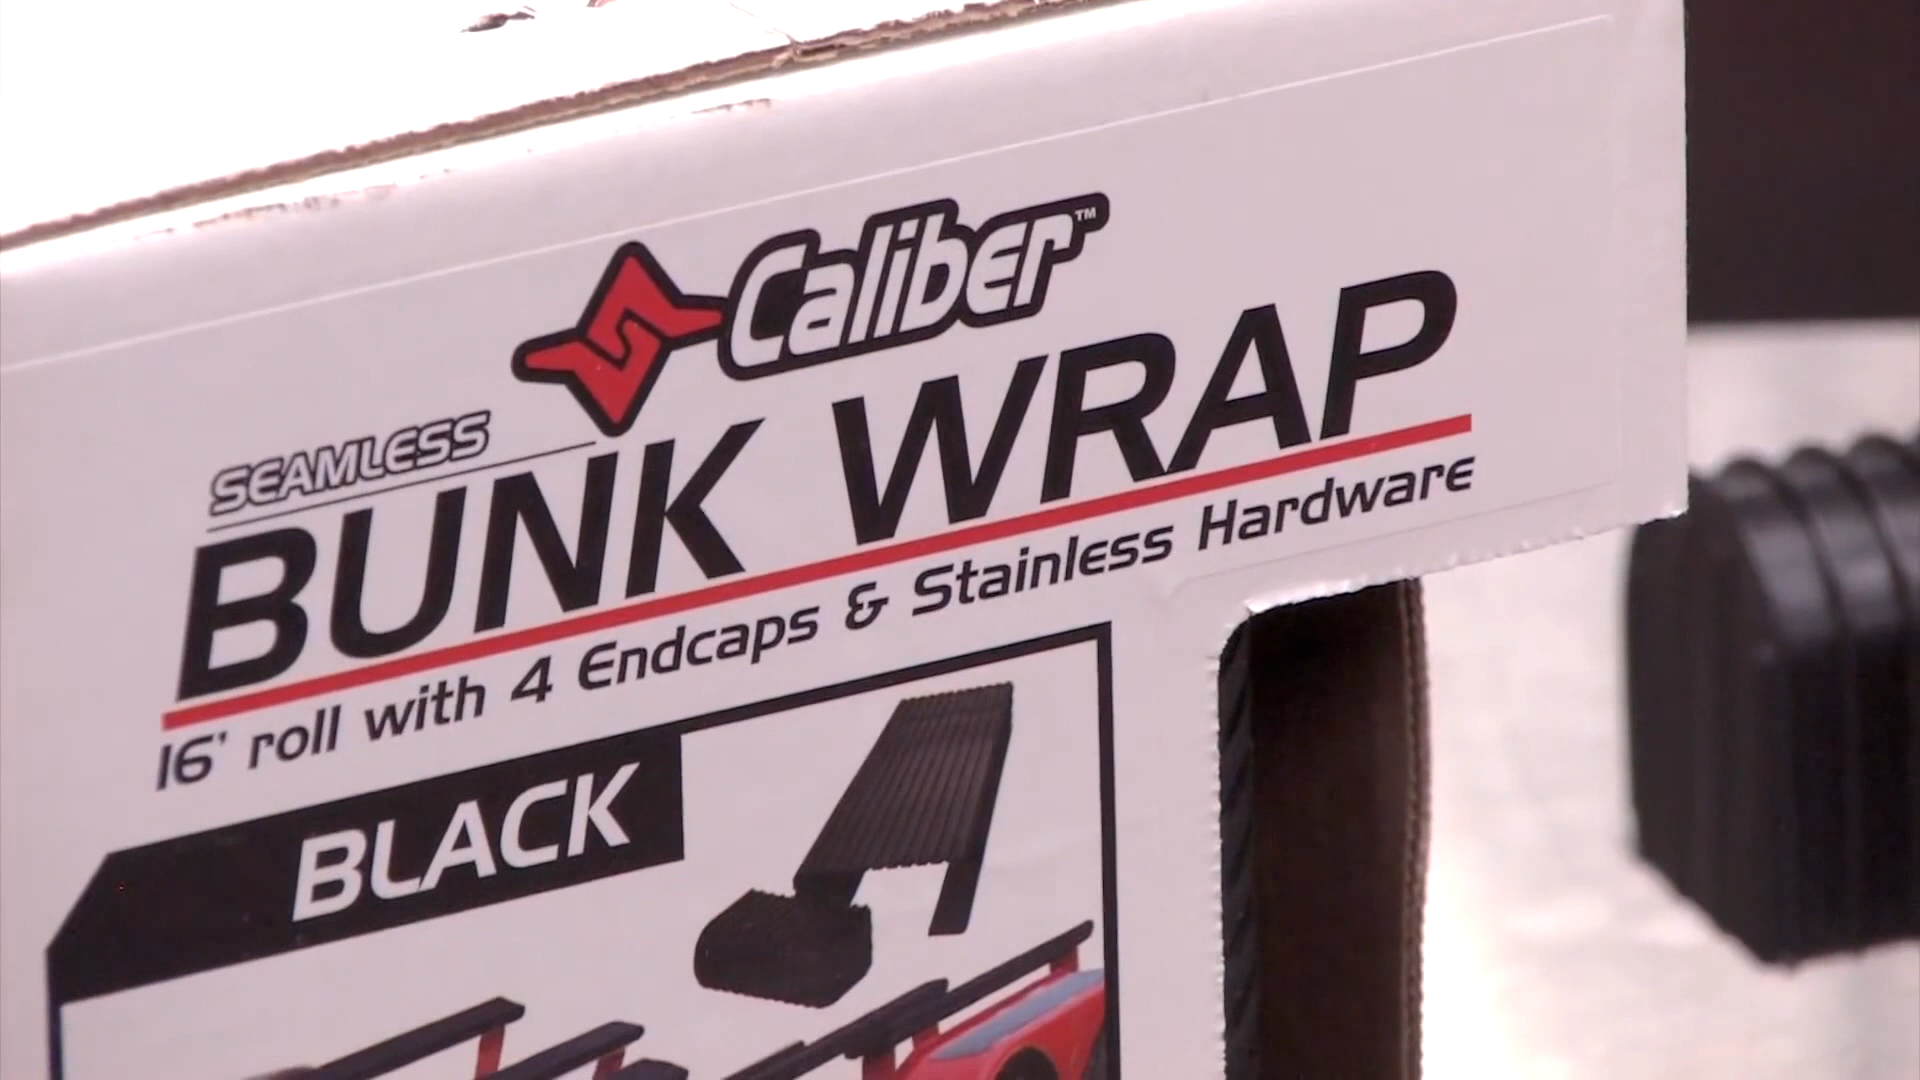 Caliber™
SEAMLESS
BUNK WRAP
16' roll with 4 Endcaps & Stainless Hardware
BLACK